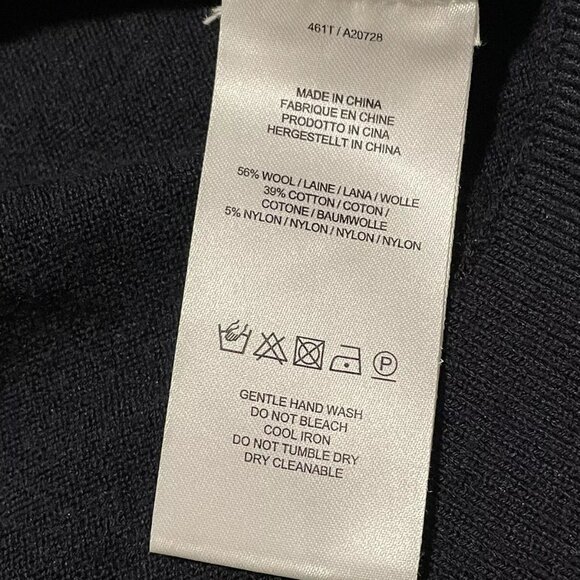 461T / A20728
MADE IN CHINA
FABRIQUE EN CHINE
PRODOTTO IN CINA
HERGESTELLT IN CHINA
56% WOOL / LAINE / LANA / WOLLE
39% COTTON / COTON /
COTONE / BAUMWOLLE
5% NYLON / NYLON / NYLON / NYLON
P
GENTLE HAND WASH
DO NOT BLEACH
COOL IRON
DO NOT TUMBLE DRY
DRY CLEANABLE